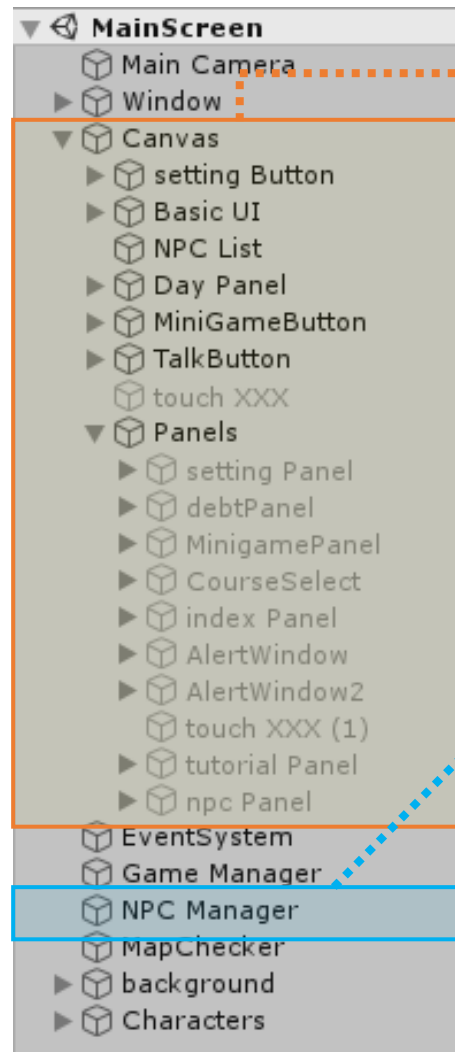 MainScreen
Main Camera
Window
Canvas
setting Button
Basic UI
NPC List
Day Panel
MiniGameButton
TalkButton
touch XXX
Panels
setting Panel
debtPanel
MinigamePanel
CourseSelect
index Panel
AlertWindow
AlertWindow2
touch XXX (1)
tutorial Panel
npc Panel
EventSystem
Game Manager
NPC Manager
MapChecker
background
Characters